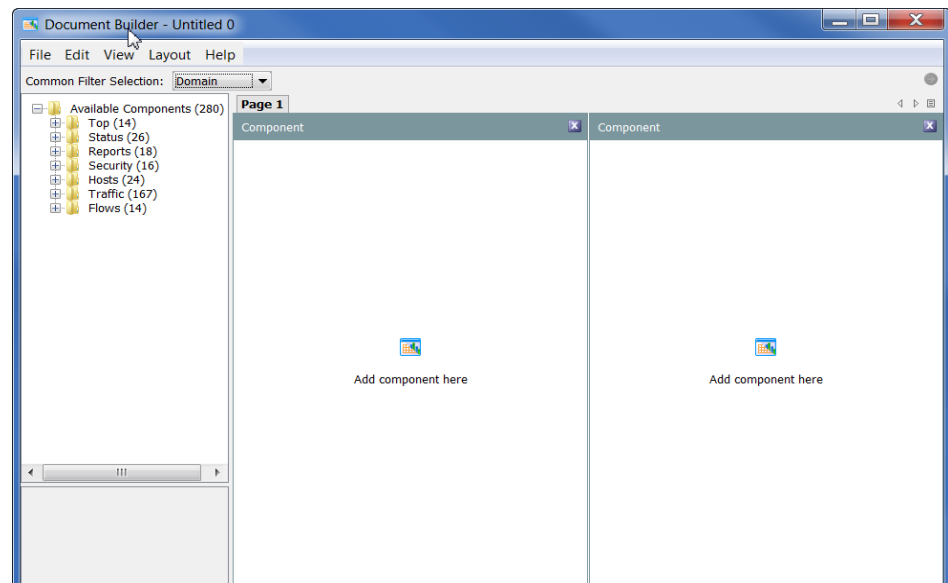 Document Builder - Untitled 0
File Edit View Layout Help
Common Filter Selection: Domain
Available Components (280)
Top (14)
Status (26)
Reports (18)
Security (16)
Hosts (24)
Traffic (167)
Flows (14)
Page 1
Component
Component
Add component here
Add component here